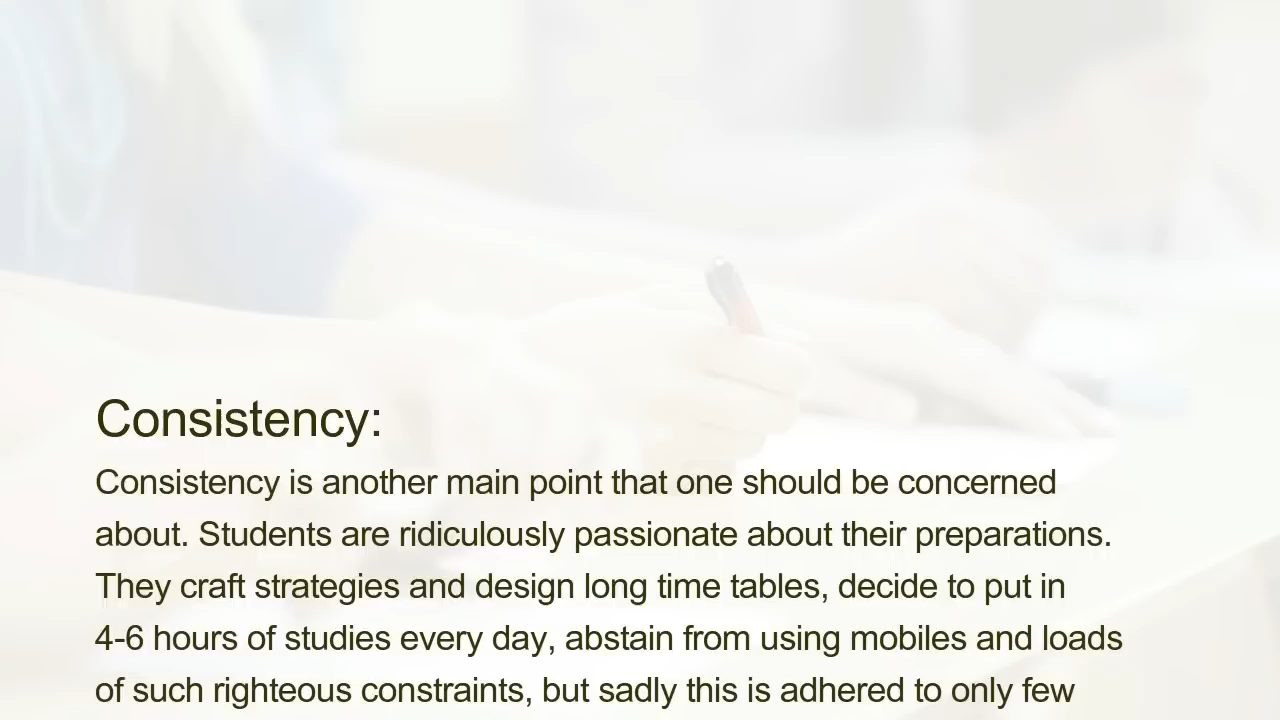 Consistency:
Consistency is another main point that one should be concerned
about. Students are ridiculously passionate about their preparations.
They craft strategies and design long time tables, decide to put in
4-6 hours of studies every day, abstain from using mobiles and loads
of such righteous constraints, but sadly this is adhered to only few